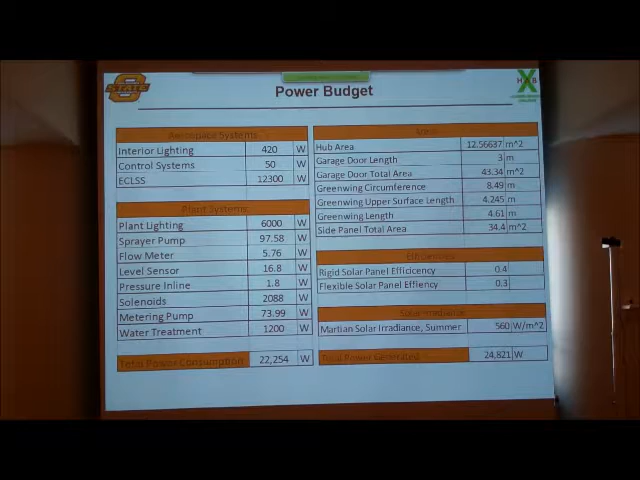 STATE
X
H B
Power Budget
Aerospace Systems
Interior Lighting 420 W
Control Systems 50 W
ECLSS 12300 W
Plant Systems
Plant Lighting 6000 W
Sprayer Pump 97.58 W
Flow Meter 5.76 W
Level Sensor 16.8 W
Pressure Inline 1.8 W
Solenoids 2088 W
Metering Pump 73.99 W
Water Treatment 1200 W
Total Power Consumption 22,254 W
Areas
Hub Area 12.56637 m^2
Garage Door Length 3 m
Garage Door Total Area 43.34 m^2
Greenwing Circumference 8.49 m
Greenwing Upper Surface Length 4.245 m
Greenwing Length 4.61 m
Side Panel Total Area 34.4 m^2
Efficiencies
Rigid Solar Panel Efficicency 0.4
Flexible Solar Panel Effiency 0.3
Solar Irradiance
Martian Solar Irradiance, Summer 560 W/m^2
Total Power Generated 24,821 W